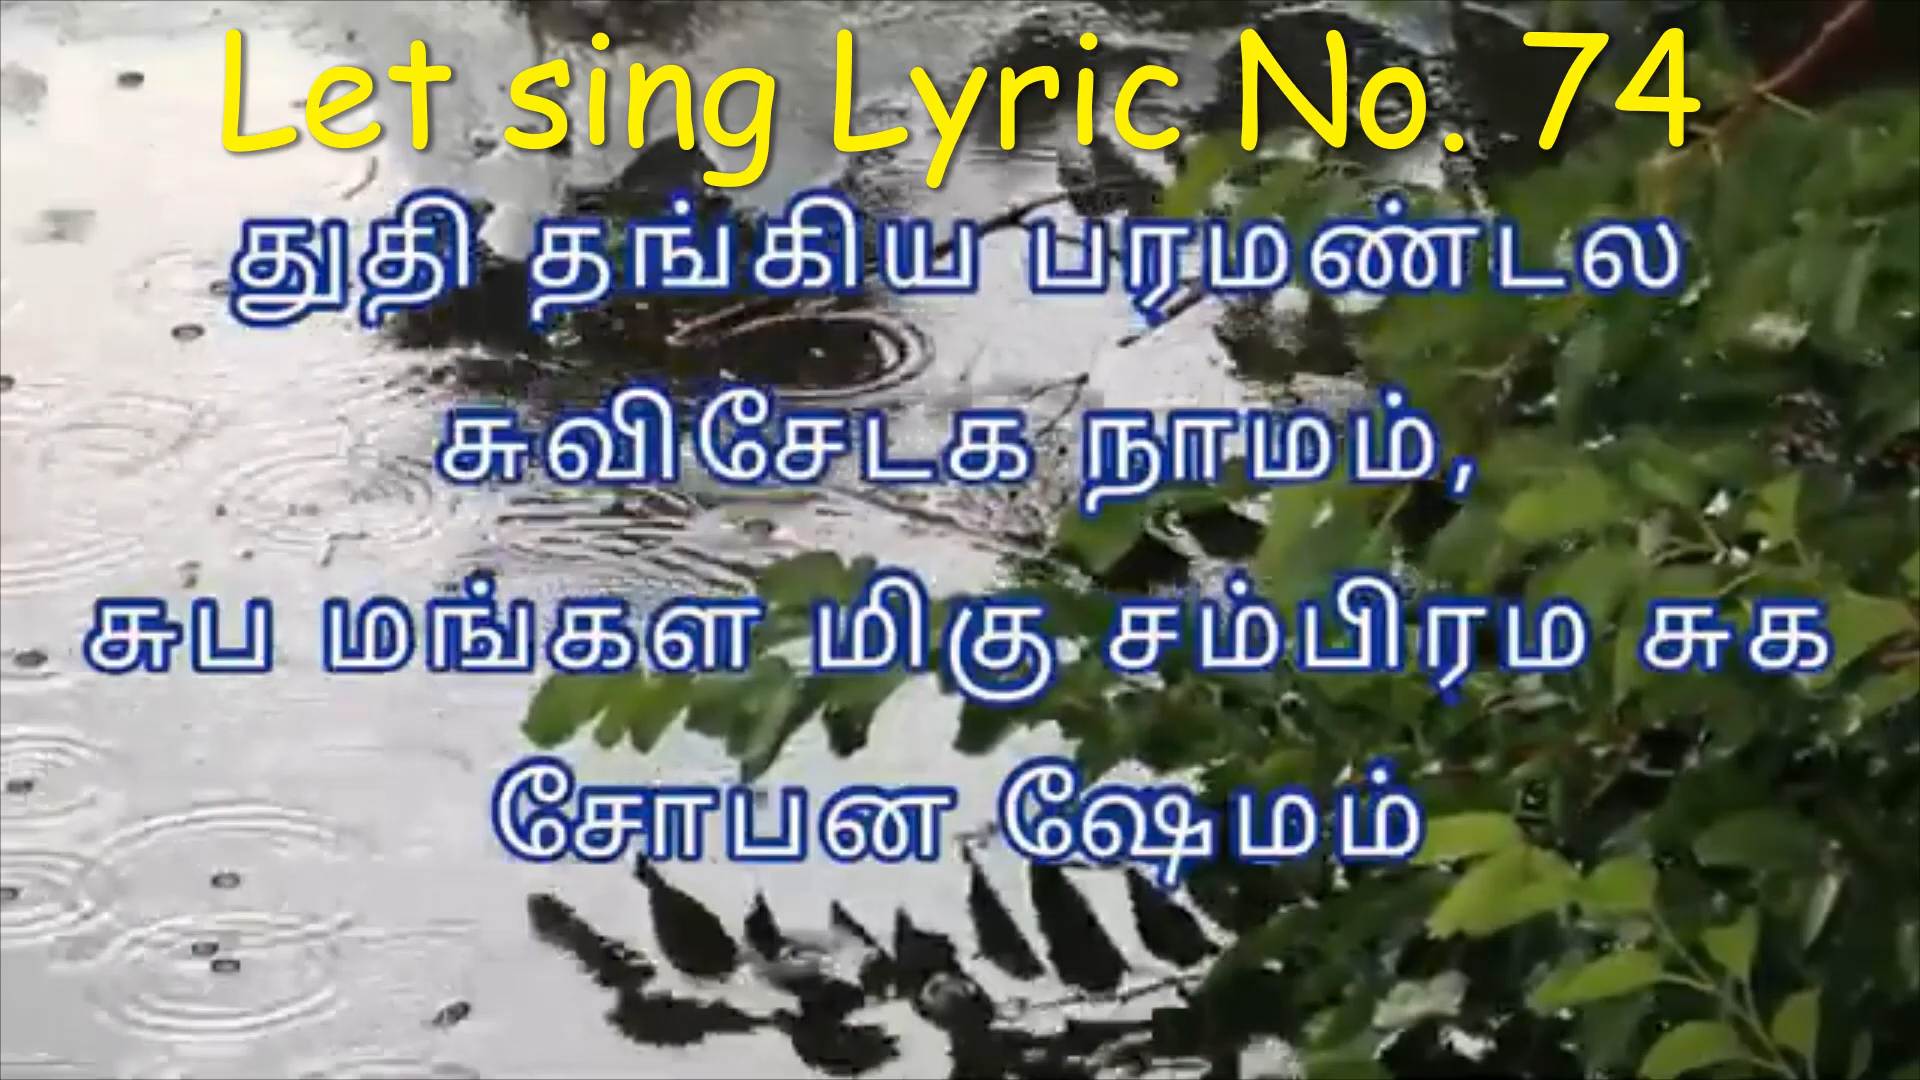 Let sing Lyric No. 74
துதி தங்கிய பரமண்டல
சுவிசேடக நாமம்,
சுப மங்கள மிகு சம்பிரம சுக
சோபன ஷேமம்